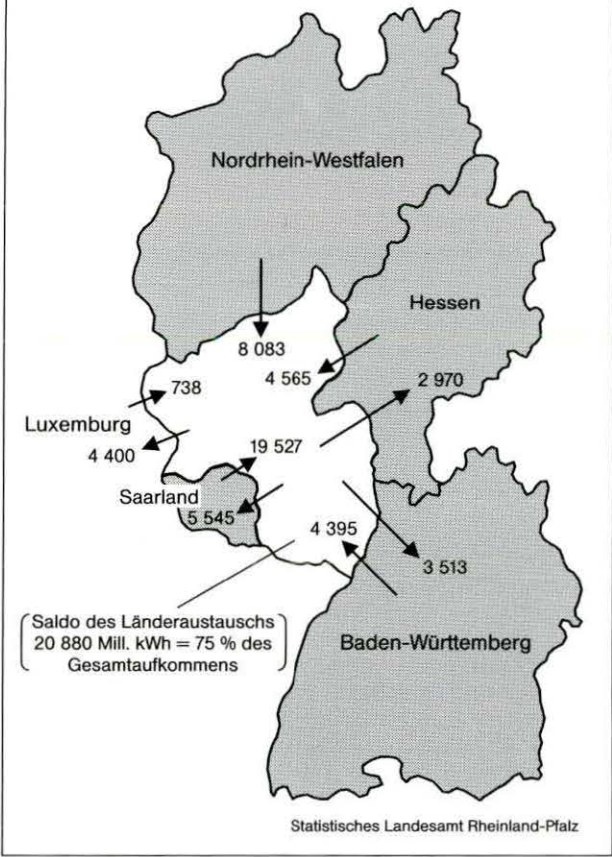 Nordrhein-Westfalen
Hessen
8 083
4 565
2 970
738
Luxemburg
4 400
19 527
Saarland
5 545
4 395
3 513
Saldo des Länderaustauschs
20 880 Mill. kWh = 75 % des
Gesamtaufkommens
Baden-Württemberg
Statistisches Landesamt Rheinland-Pfalz